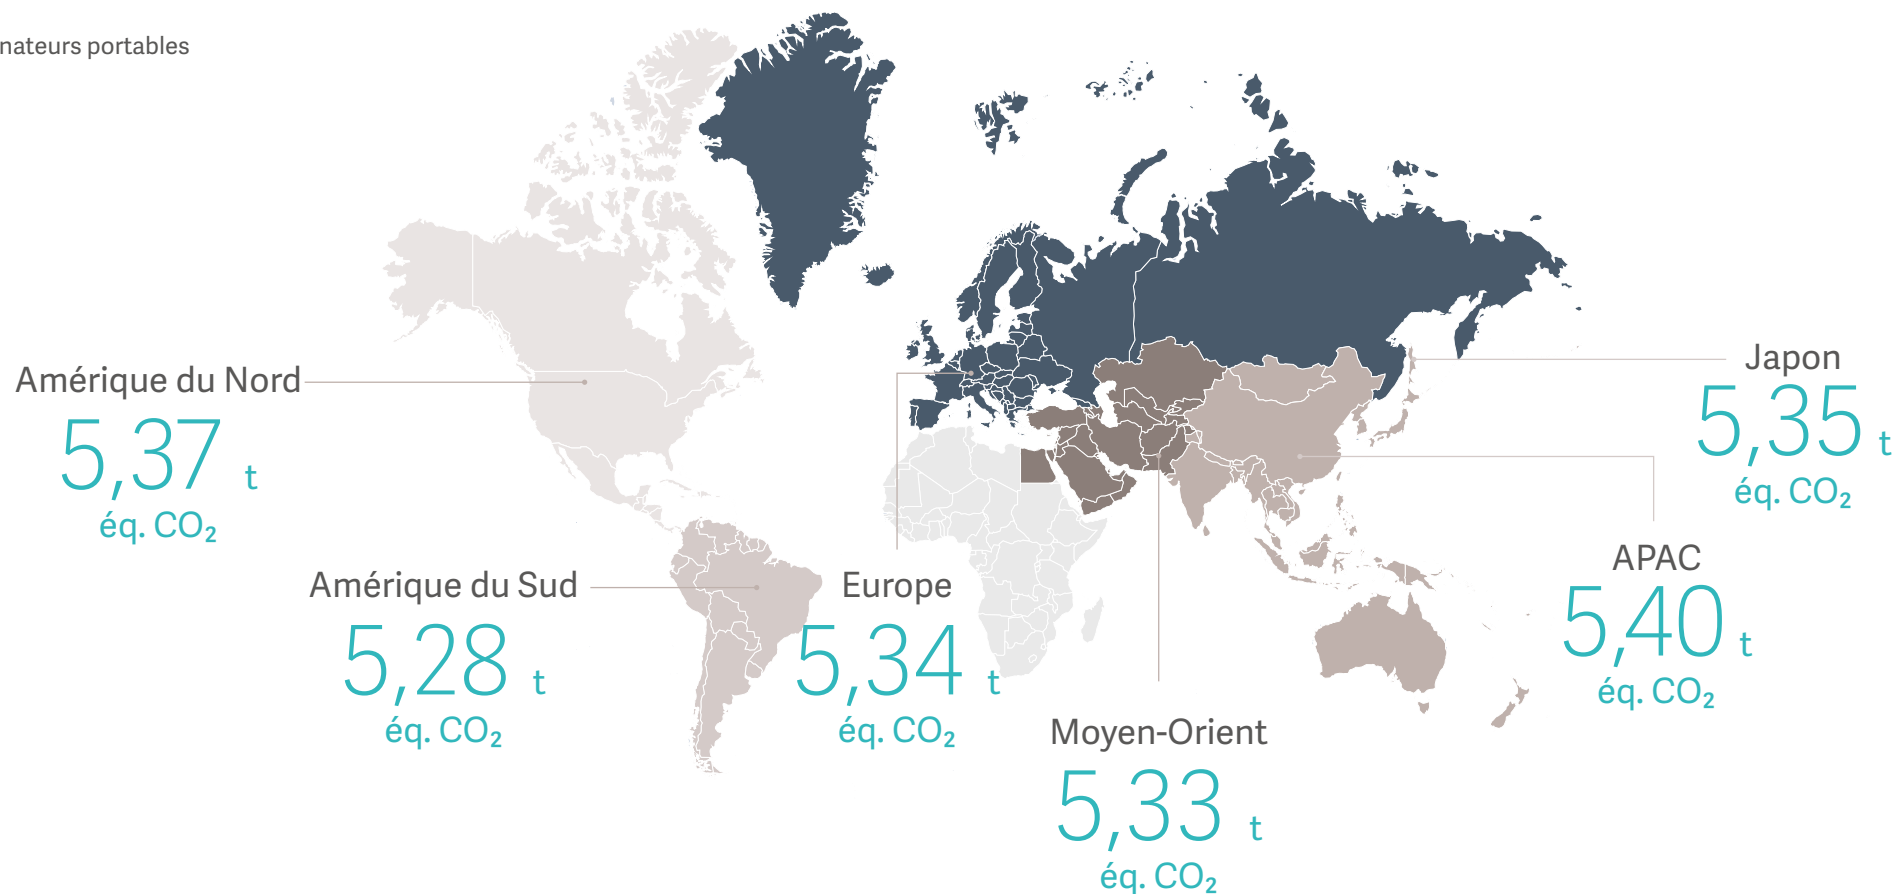 nateurs portables
Amérique du Nord
5,37 t
éq. CO₂
Japon
5,35 t
éq. CO₂
Amérique du Sud
5,28 t
éq. CO₂
Europe
5,34 t
éq. CO₂
APAC
5,40 t
éq. CO₂
Moyen-Orient
5,33 t
éq. CO₂